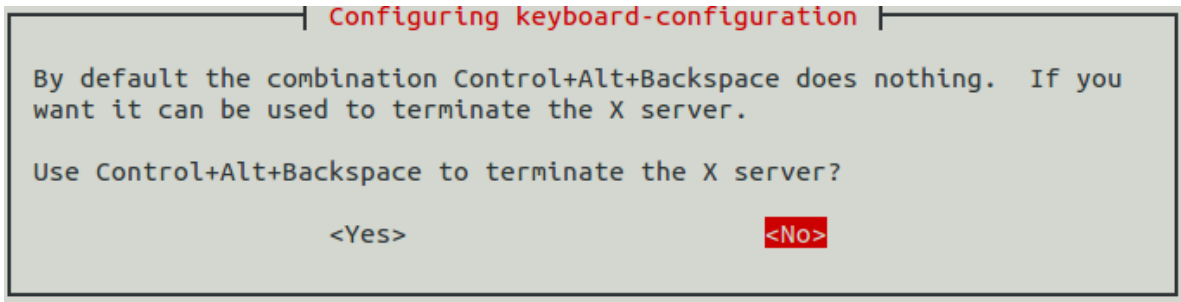 Configuring keyboard-configuration
By default the combination Control+Alt+Backspace does nothing.  If you
want it can be used to terminate the X server.
Use Control+Alt+Backspace to terminate the X server?
<Yes> <No>